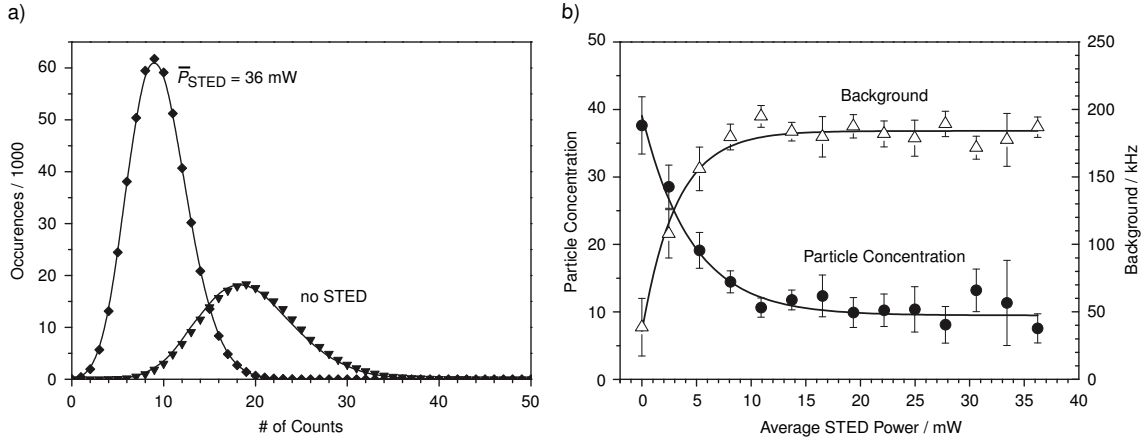 a)
Occurences / 1000
60
50
40
30
20
10
0
P̅STED = 36 mW
no STED
0 10 20 30 40 50
# of Counts
b)
Particle Concentration
50
40
30
20
10
0
Background
Particle Concentration
250
200
150
100
50
0
Background / kHz
0 5 10 15 20 25 30 35 40
Average STED Power / mW